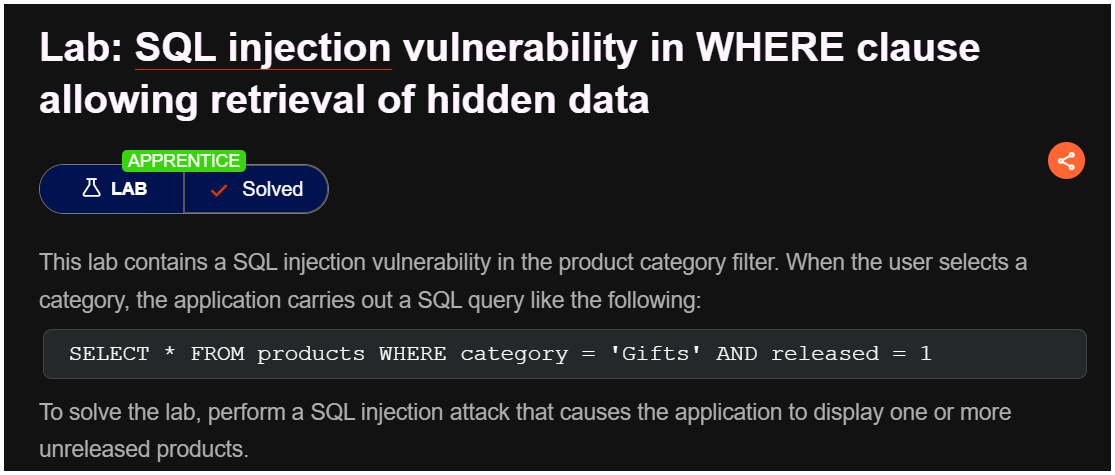 Lab: SQL injection vulnerability in WHERE clause
allowing retrieval of hidden data
APPRENTICE
LAB Solved
This lab contains a SQL injection vulnerability in the product category filter. When the user selects a
category, the application carries out a SQL query like the following:
SELECT * FROM products WHERE category = 'Gifts' AND released = 1
To solve the lab, perform a SQL injection attack that causes the application to display one or more
unreleased products.